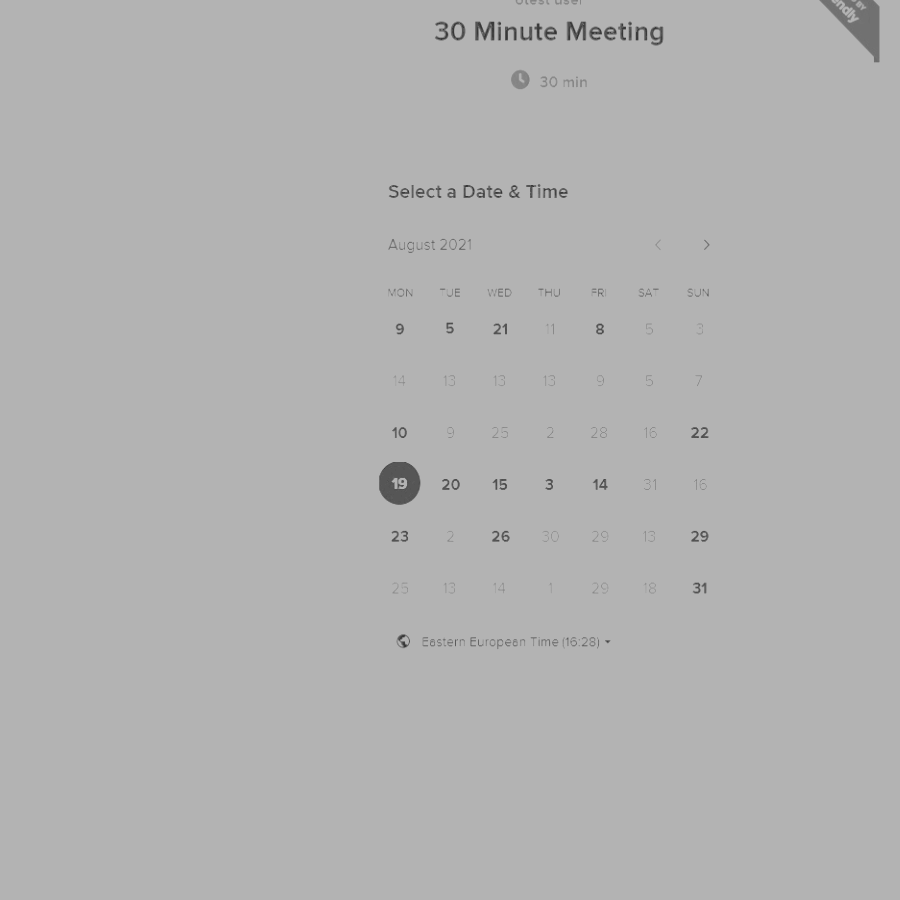 30 Minute Meeting
30 min
Select a Date & Time
August 2021
MON TUE WED THU FRI SAT SUN
9 5 21 11 8 5 3
14 13 13 13 9 5 7
10 9 25 2 28 16 22
19 20 15 3 14 31 16
23 2 26 30 29 13 29
25 13 14 1 29 18 31
Eastern European Time (16:28)